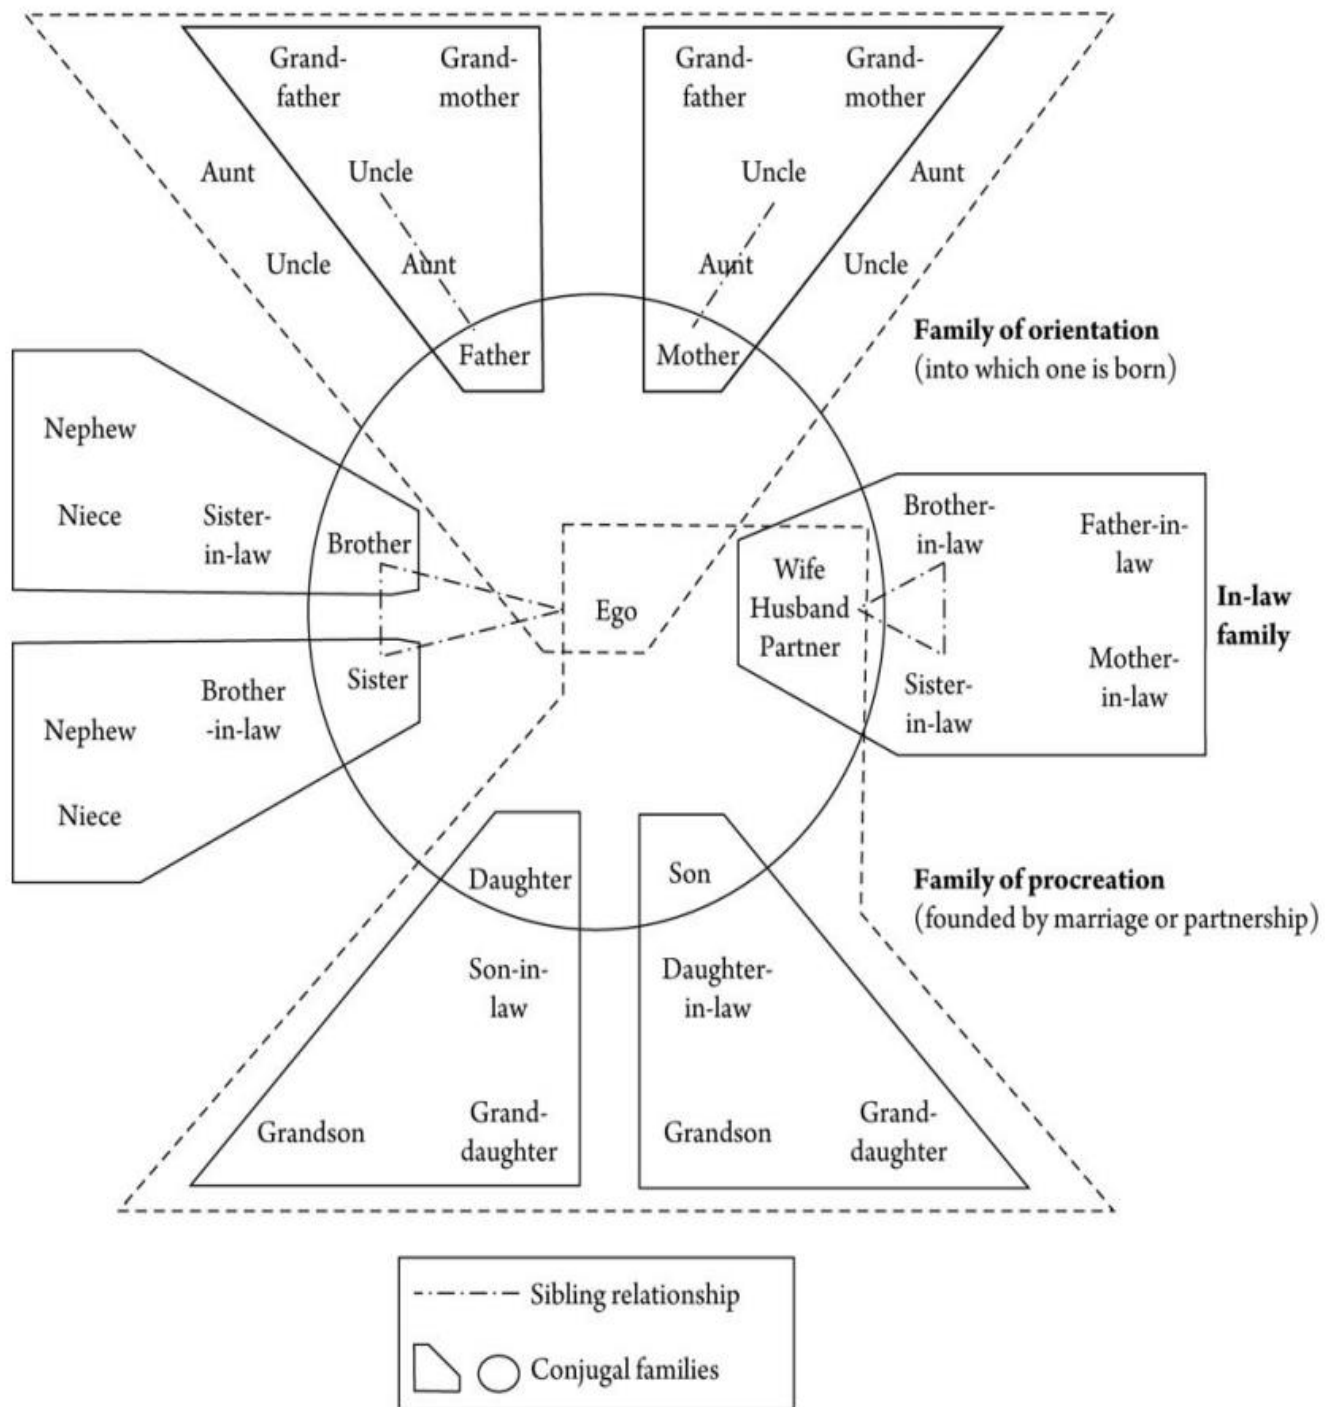 Grand-
father
Grand-
mother
Grand-
father
Grand-
mother
Aunt
Uncle
Uncle
Aunt
Uncle
Aunt
Aunt
Uncle
Father
Mother
Family of orientation
(into which one is born)
Nephew
Niece
Sister-
in-law
Brother
Ego
Wife
Husband
Partner
Brother-
in-law
Father-in-
law
Sister-
in-law
Mother-
in-law
In-law
family
Sister
Brother
-in-law
Nephew
Niece
Daughter
Son
Family of procreation
(founded by marriage or partnership)
Son-in-
law
Daughter-
in-law
Grandson
Grand-
daughter
Grandson
Grand-
daughter
Sibling relationship
Conjugal families